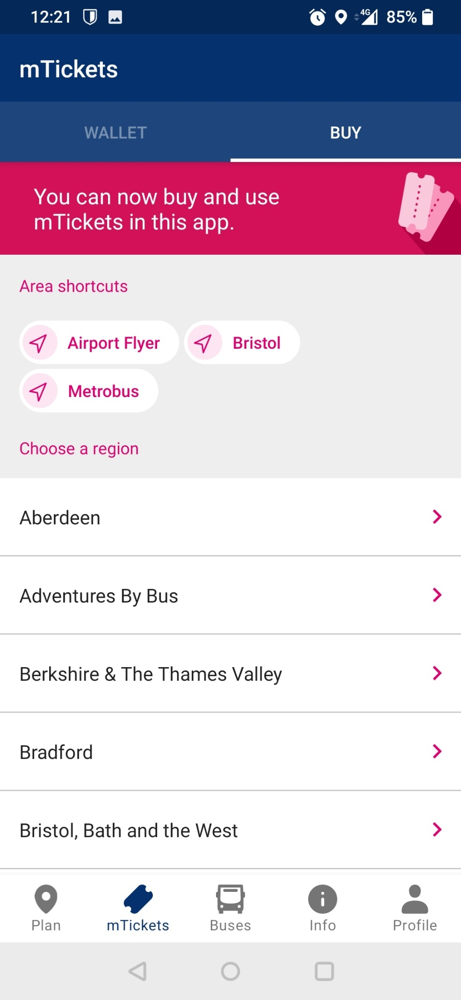 12:21 4G 85%
mTickets
WALLET BUY
You can now buy and use
mTickets in this app.
Area shortcuts
Airport Flyer Bristol
Metrobus
Choose a region
Aberdeen
Adventures By Bus
Berkshire & The Thames Valley
Bradford
Bristol, Bath and the West
Plan mTickets Buses Info Profile